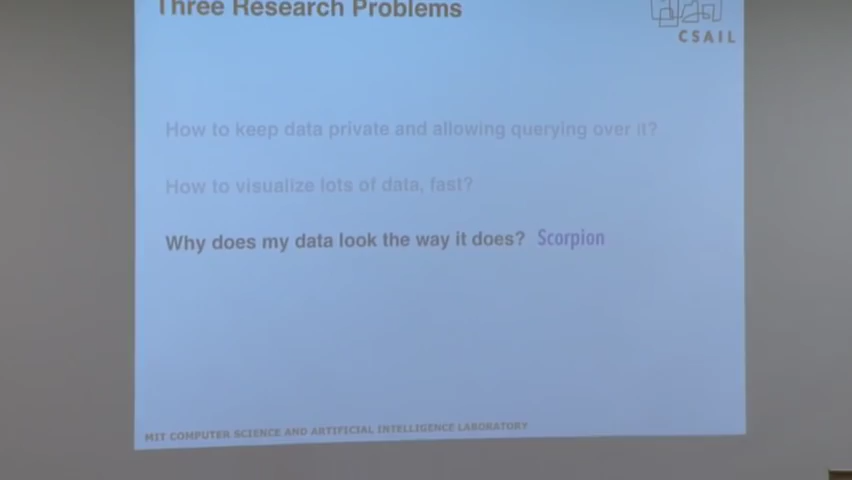 Three Research Problems
CSAIL
How to keep data private and allowing querying over it?
How to visualize lots of data, fast?
Why does my data look the way it does? Scorpion
MIT COMPUTER SCIENCE AND ARTIFICIAL INTELLIGENCE LABORATORY